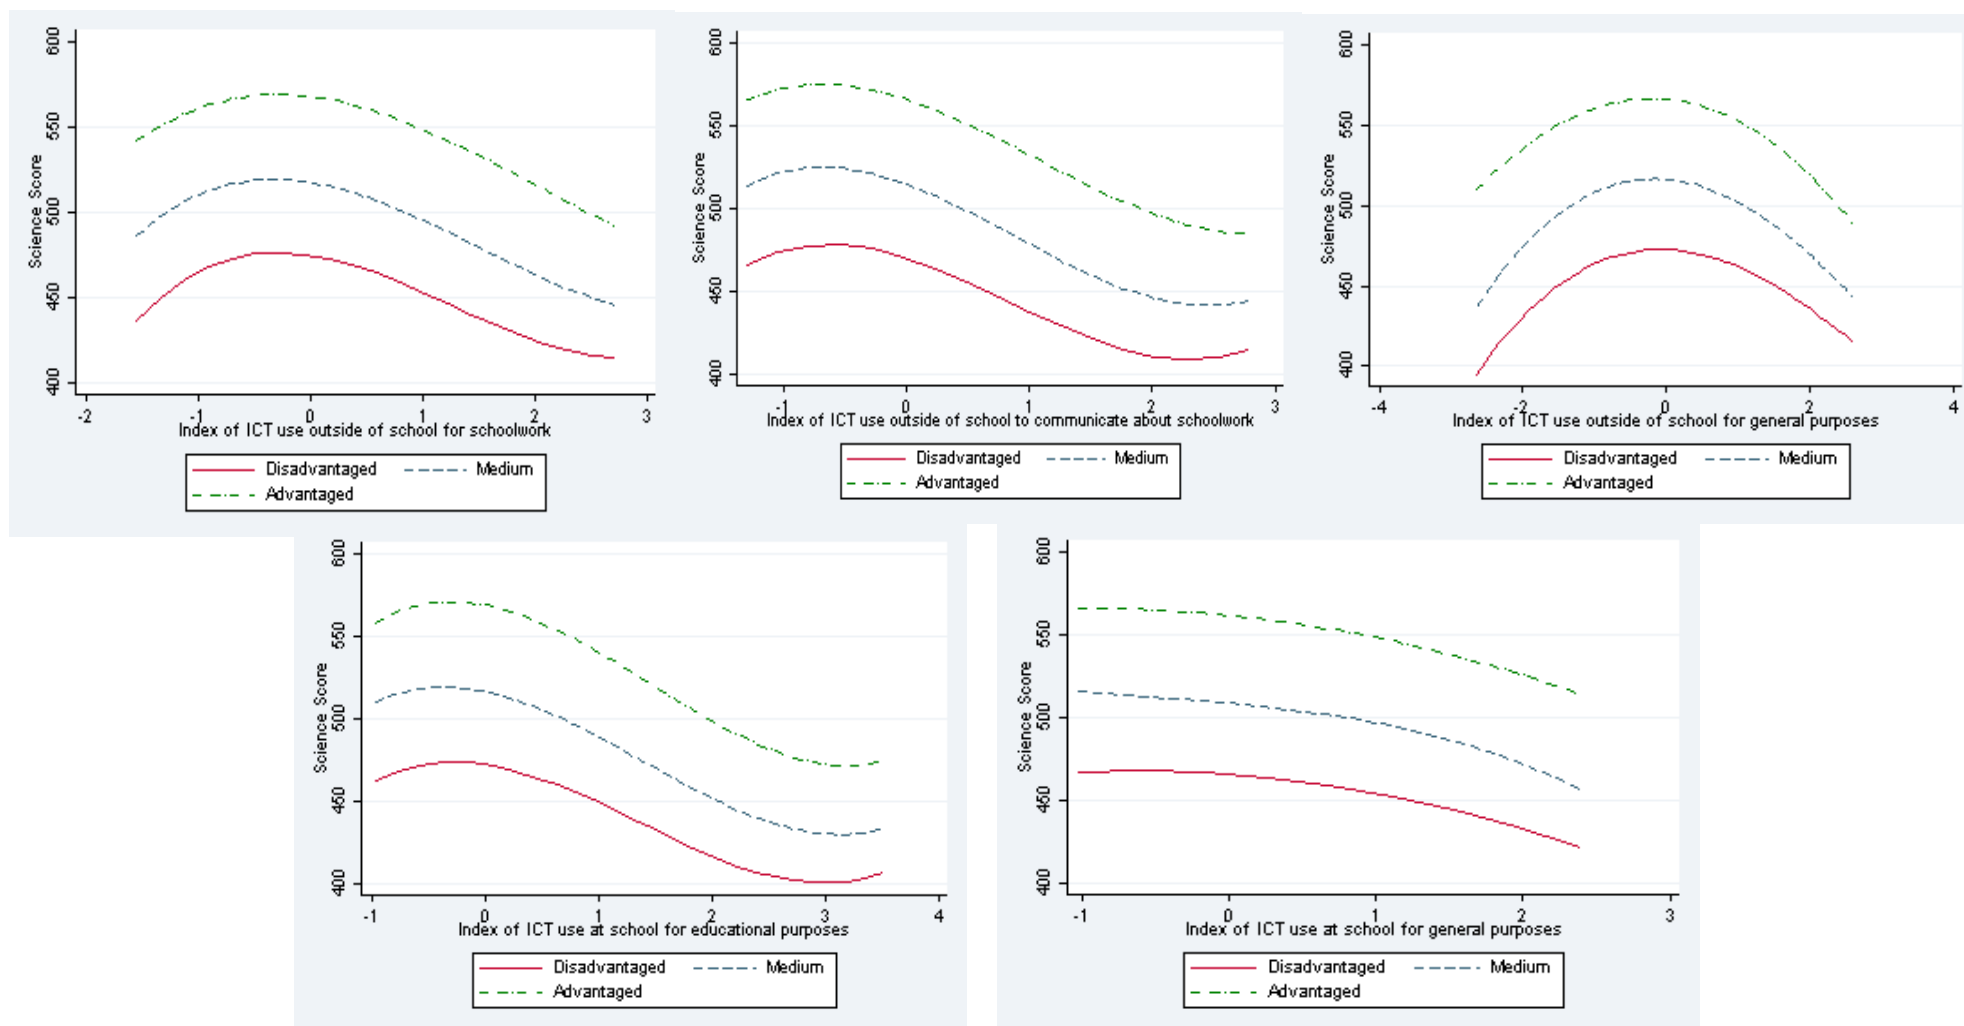 600
550
500
450
400
Science Score
-2 -1 0 1 2 3
Index of ICT use outside of school for schoolwork
Disadvantaged Medium
Advantaged
600
550
500
450
400
Science Score
-1 0 1 2 3
Index of ICT use outside of school to communicate about schoolwork
Disadvantaged Medium
Advantaged
600
550
500
450
400
Science Score
-4 -2 0 2 4
Index of ICT use outside of school for general purposes
Disadvantaged Medium
Advantaged
600
550
500
450
400
Science Score
-1 0 1 2 3 4
Index of ICT use at school for educational purposes
Disadvantaged Medium
Advantaged
600
550
500
450
400
Science Score
-1 0 1 2 3
Index of ICT use at school for general purposes
Disadvantaged Medium
Advantaged